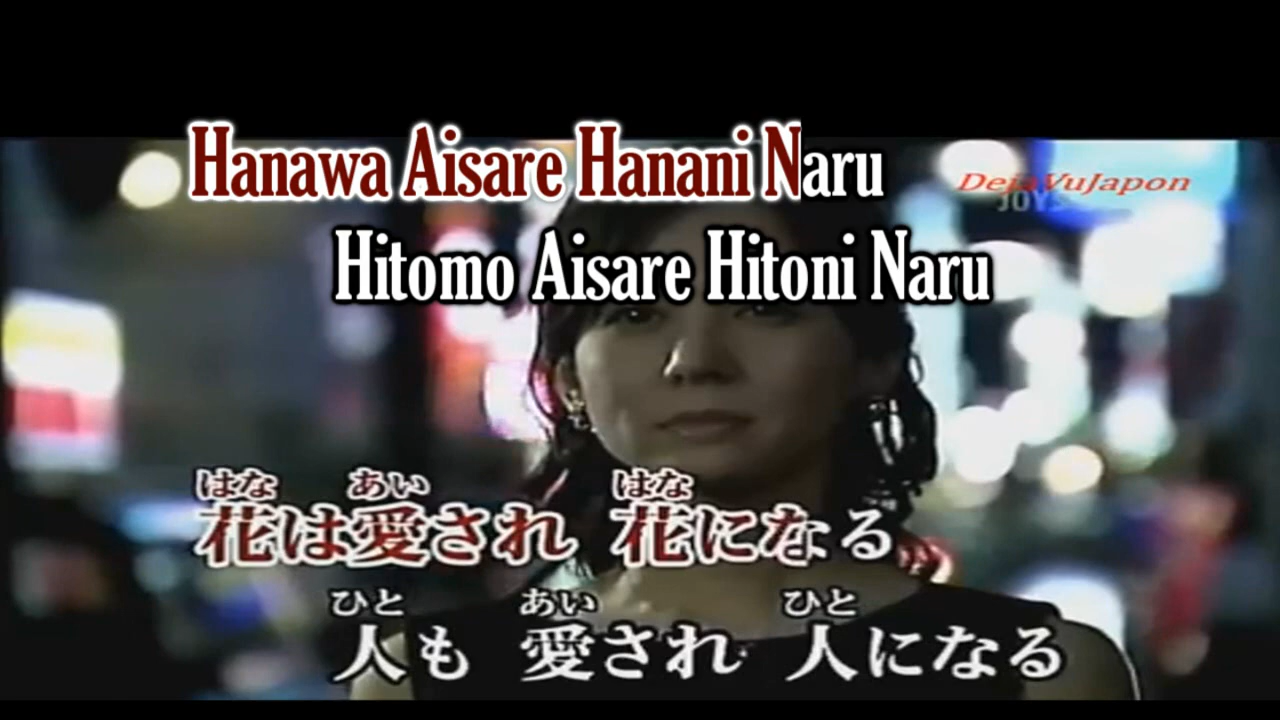 Hanawa Aisare Hanani Naru
DejaVuJapon
JOYS
Hitomo Aisare Hitoni Naru
はな あい はな
花は愛され 花になる
ひと あい ひと
人も 愛され 人になる